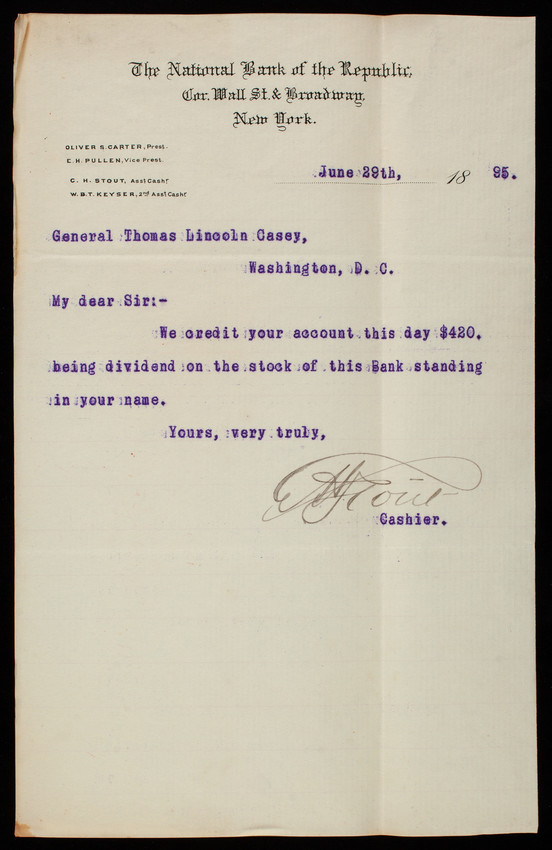 The National Bank of the Republic,
Cor. Wall St. & Broadway.
New York.
OLIVER S. CARTER, Prest.
E. H. PULLEN, Vice Prest.
C. H. STOUT, Asst Cashr
W. B. T. KEYSER, 2nd Asst Cashr
June 29th, 18 95.
General Thomas Lincoln Casey,
Washington, D. C.
My dear Sir:-
We credit your account this day $420.
being dividend on the stock of this Bank standing
in your name.
Yours, very truly,
C H Stout
Cashier.